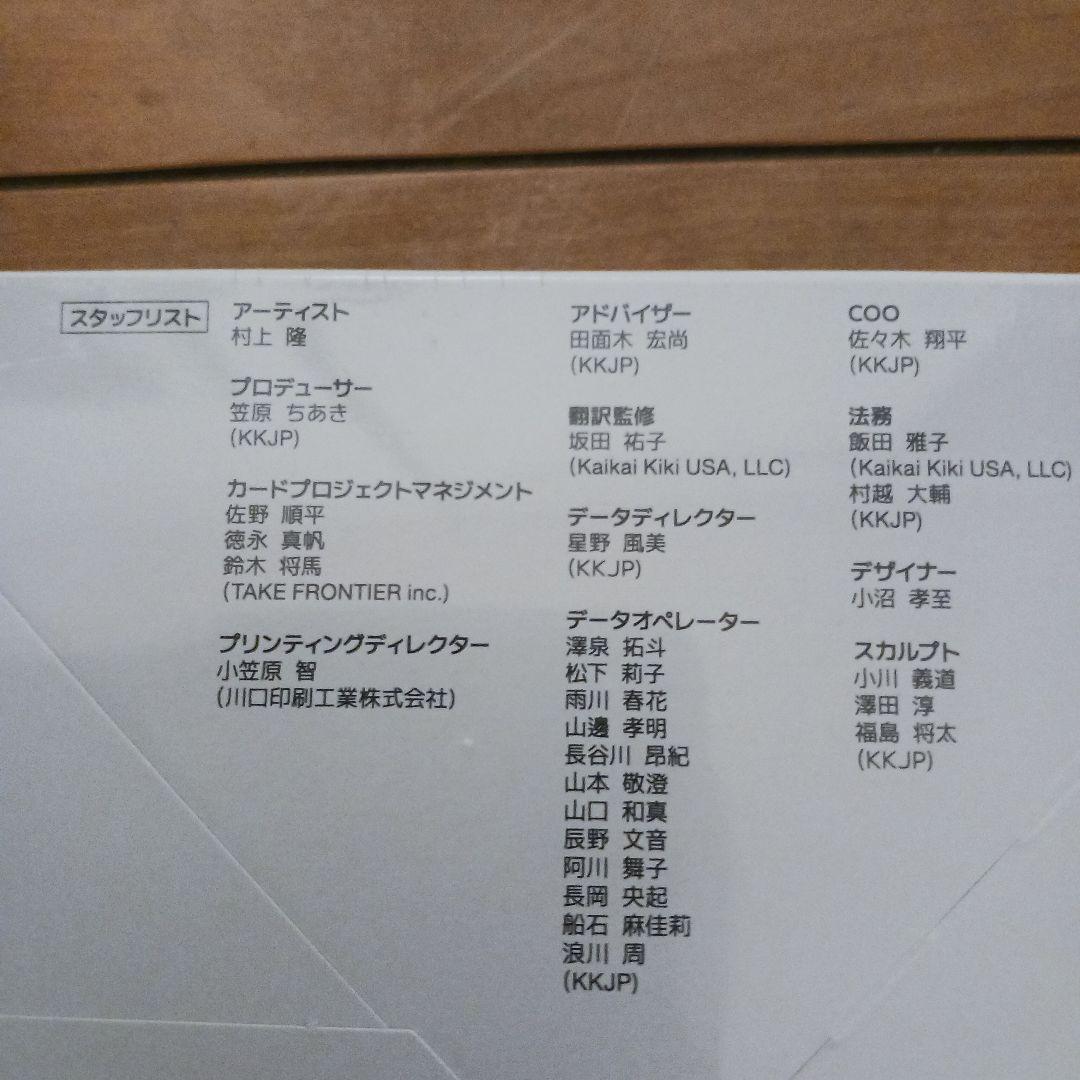 スタッフリスト
アーティスト
村上 隆
プロデューサー
笠原 ちあき
(KKJP)
カードプロジェクトマネジメント
佐野 順平
徳永 真帆
鈴木 将馬
(TAKE FRONTIER inc.)
プリンティングディレクター
小笠原 智
(川口印刷工業株式会社)
アドバイザー
田面木 宏尚
(KKJP)
翻訳監修
坂田 祐子
(Kaikai Kiki USA, LLC)
データディレクター
星野 風美
(KKJP)
データオペレーター
澤泉 拓斗
松下 莉子
雨川 春花
山邊 孝明
長谷川 昂紀
山本 敬澄
山口 和真
辰野 文音
阿川 舞子
長岡 央起
船石 麻佳莉
浪川 周
(KKJP)
COO
佐々木 翔平
(KKJP)
法務
飯田 雅子
(Kaikai Kiki USA, LLC)
村越 大輔
(KKJP)
デザイナー
小沼 孝至
スカルプト
小川 義道
澤田 淳
福島 将太
(KKJP)